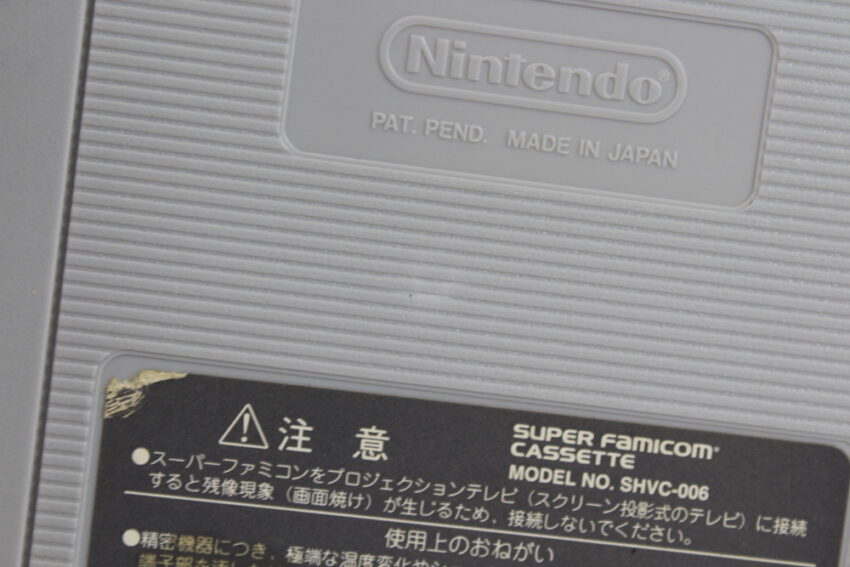 Nintendo®
PAT. PEND. MADE IN JAPAN
注意
SUPER FAMICOM
CASSETTE
MODEL NO. SHVC-006
●スーパーファミコンをプロジェクションテレビ(スクリーン投影式のテレビ)に接続
すると残像現象(画面焼け)が生じるため、接続しないでください。
使用上のおねがい
●精密機器につき、極端な温度変化や
端子部を